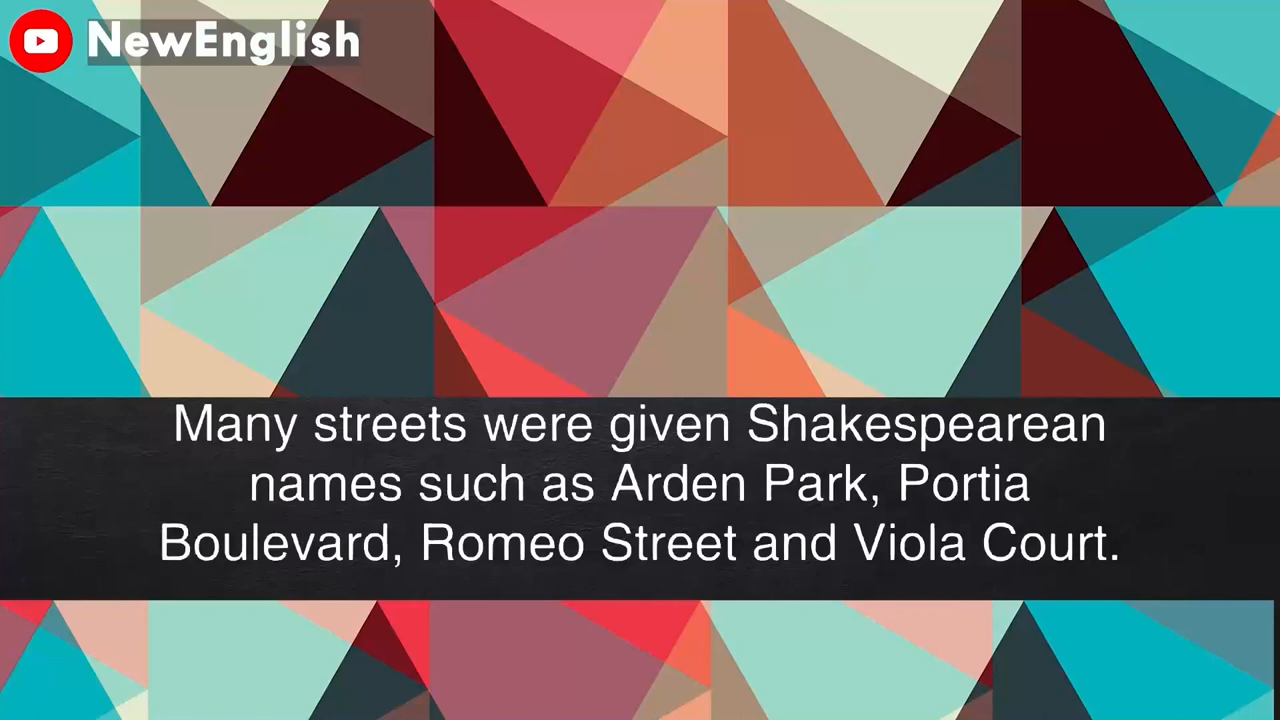 NewEnglish
Many streets were given Shakespearean
names such as Arden Park, Portia
Boulevard, Romeo Street and Viola Court.